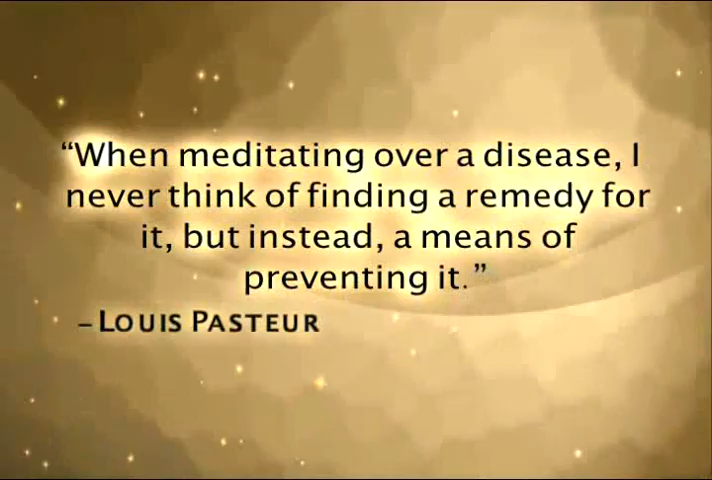 “When meditating over a disease, I
never think of finding a remedy for
it, but instead, a means of
preventing it.”
– LOUIS PASTEUR